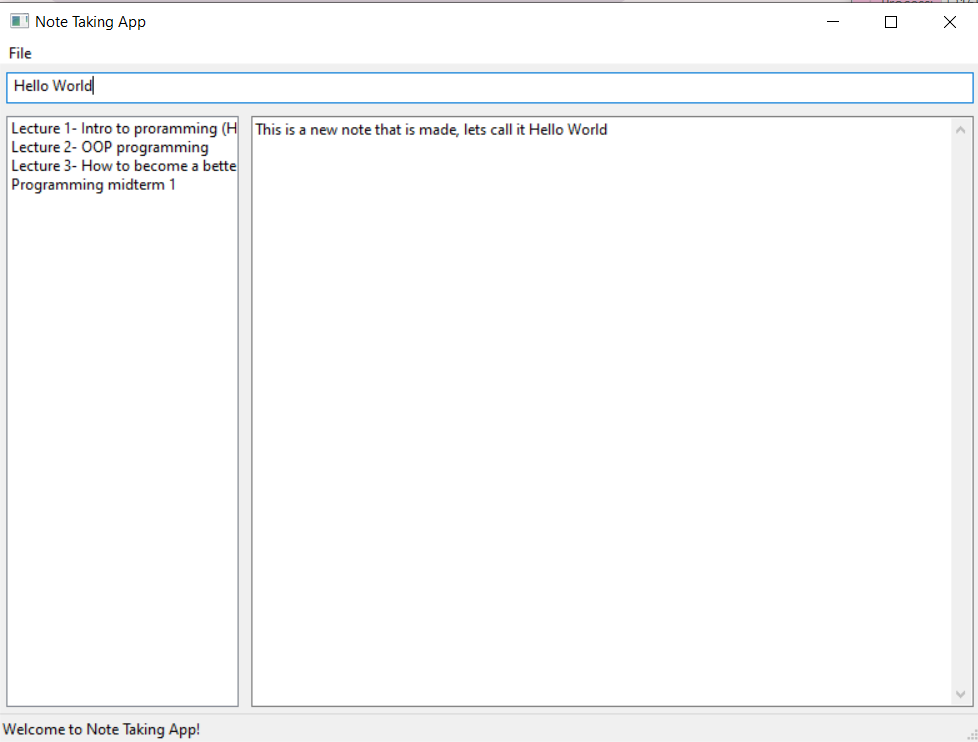 Note Taking App
File
Hello World
Lecture 1- Intro to proramming (H
Lecture 2- OOP programming
Lecture 3- How to become a bette
Programming midterm 1
This is a new note that is made, lets call it Hello World
Welcome to Note Taking App!